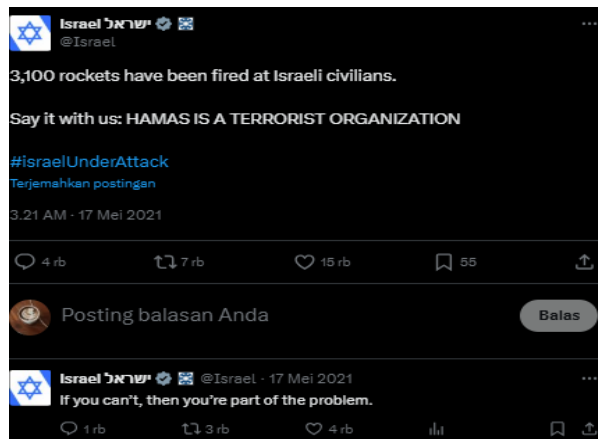 Israel ישראל
@Israel
3,100 rockets have been fired at Israeli civilians.
Say it with us: HAMAS IS A TERRORIST ORGANIZATION
#israelUnderAttack
Terjemahkan postingan
3.21 AM · 17 Mei 2021
4 rb 7 rb 15 rb 55
Posting balasan Anda Balas
Israel ישראל @Israel · 17 Mei 2021
If you can't, then you're part of the problem.
1 rb 3 rb 4 rb